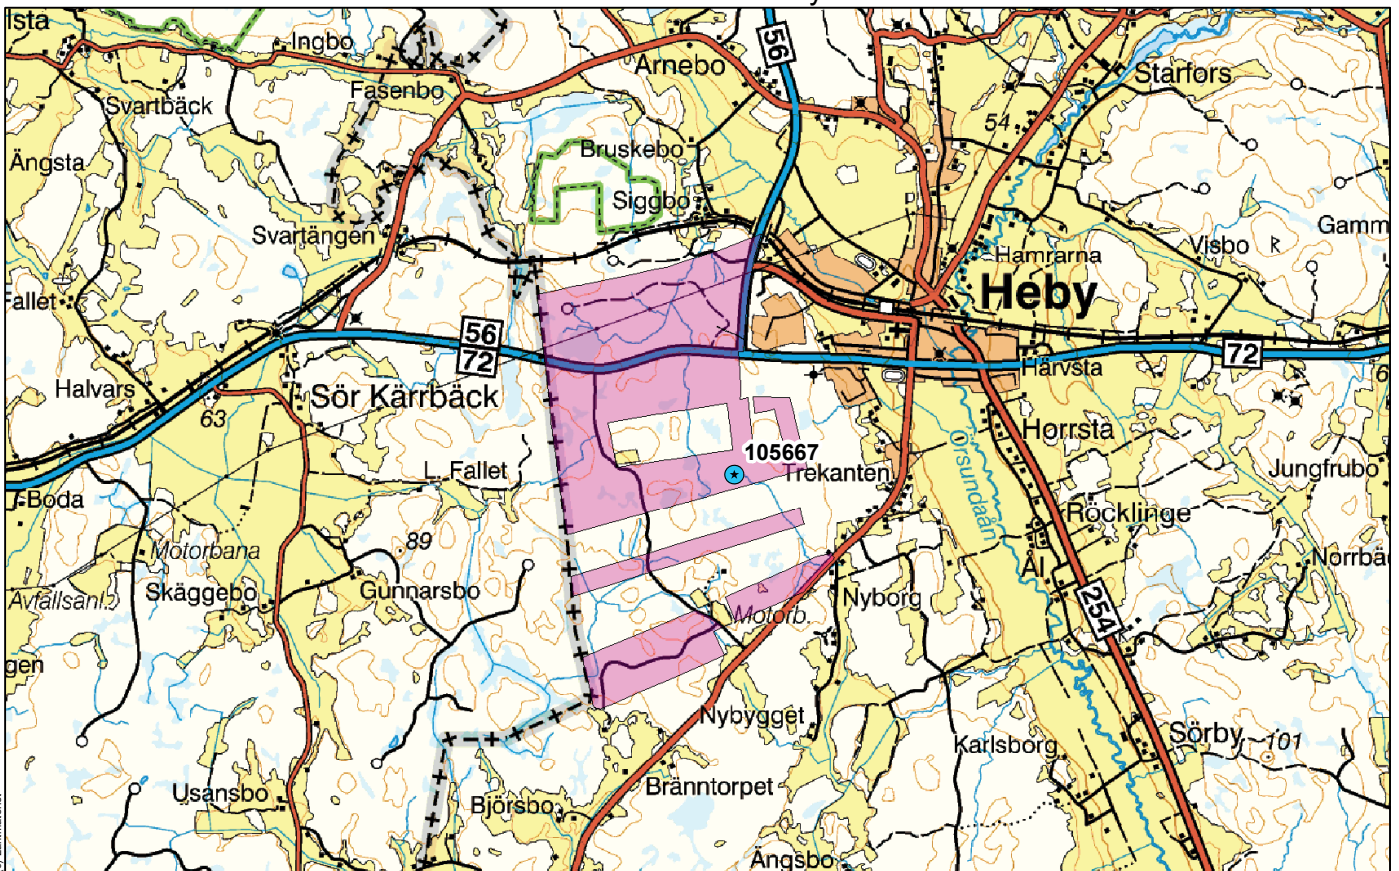 Ista
Ingbo
Arnebo
56
Starfors
Fasenbo
Svartbäck
54
Ängsta
Bruskebo
Siggbo
Gamm
Svartängen
Visbo
Hamrarna
Heby
Fallet
56
72
72
Härvsta
Halvars
Sör Kärrbäck
63
6
Horrsta
105667
Trekanten
L. Fallet
Jungfrubo
Boda
Örsundaån
Röcklinge
Motorbana
89
Norrbä
Ål
Skäggebo
Gunnarsbo
Avfallsanl.
Nyborg
254
Motorb.
gen
Nybygget
Karlsborg
Sörby
101
Usänsbo
Björsbo
Bränntorpet
Ängsbo